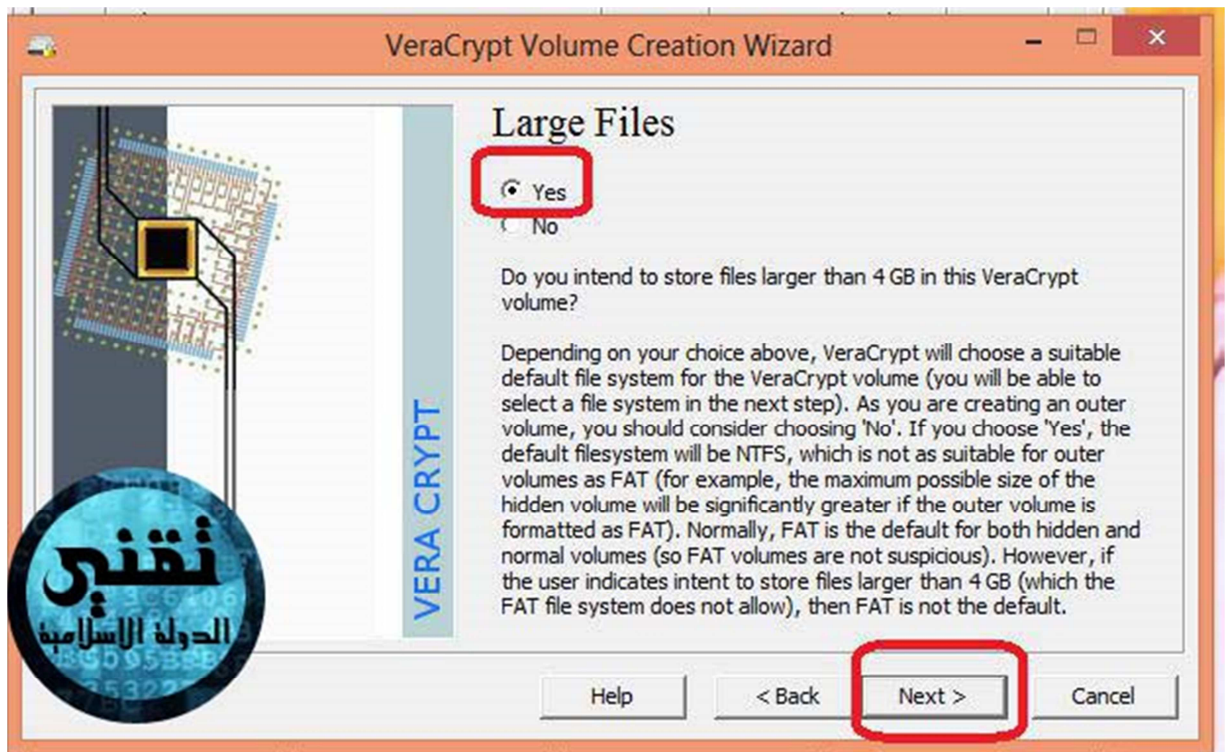 VeraCrypt Volume Creation Wizard
Large Files
Yes
No
Do you intend to store files larger than 4 GB in this VeraCrypt
volume?
Depending on your choice above, VeraCrypt will choose a suitable
default file system for the VeraCrypt volume (you will be able to
select a file system in the next step). As you are creating an outer
volume, you should consider choosing 'No'. If you choose 'Yes', the
default filesystem will be NTFS, which is not as suitable for outer
volumes as FAT (for example, the maximum possible size of the
hidden volume will be significantly greater if the outer volume is
formatted as FAT). Normally, FAT is the default for both hidden and
normal volumes (so FAT volumes are not suspicious). However, if
the user indicates intent to store files larger than 4 GB (which the
FAT file system does not allow), then FAT is not the default.
VERA CRYPT
تقني
الدولة الاسلامية
Help
< Back
Next >
Cancel